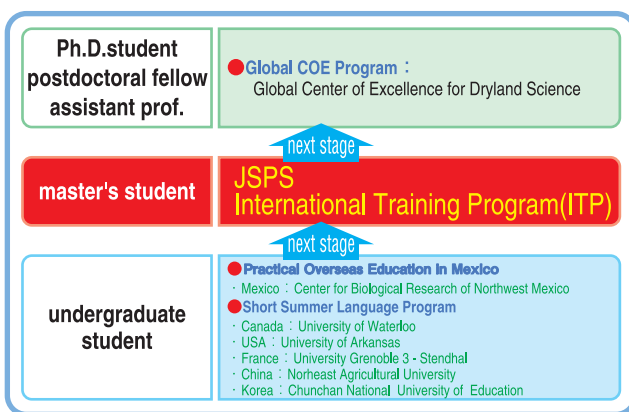 Ph.D.student
postdoctoral fellow
assistant prof.
●Global COE Program：
Global Center of Excellence for Dryland Science
next stage
master's student
JSPS
International Training Program(ITP)
next stage
undergraduate
student
●Practical Overseas Education in Mexico
· Mexico：Center for Biological Research of Northwest Mexico
●Short Summer Language Program
· Canada：University of Waterloo
· USA：University of Arkansas
· France：University Grenoble 3 - Stendhal
· China：Norheast Agricultural University
· Korea：Chunchan National University of Education